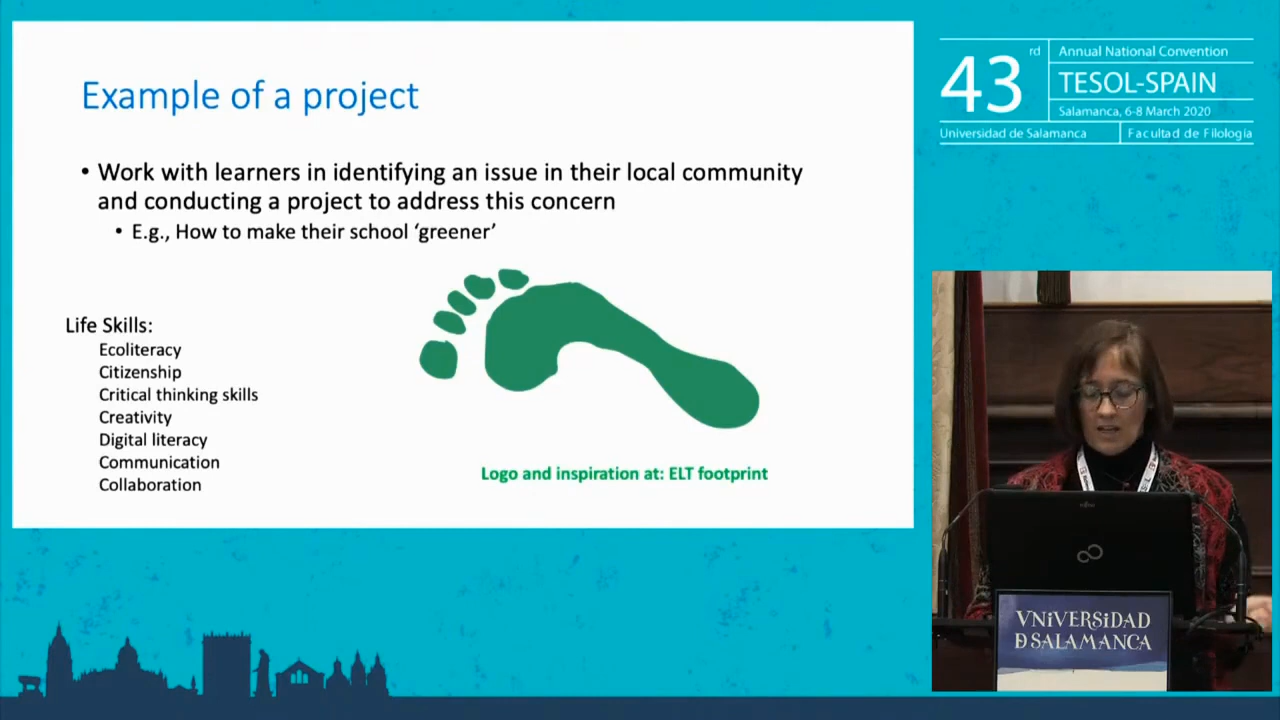 Example of a project
• Work with learners in identifying an issue in their local community
and conducting a project to address this concern
• E.g., How to make their school ‘greener’
Life Skills:
Ecoliteracy
Citizenship
Critical thinking skills
Creativity
Digital literacy
Communication
Collaboration
Logo and inspiration at: ELT footprint
43rd
Annual National Convention
TESOL-SPAIN
Salamanca, 6-8 March 2020
Universidad de Salamanca
Facultad de Filología
VNiVERSiDAD
D SALAMANCA